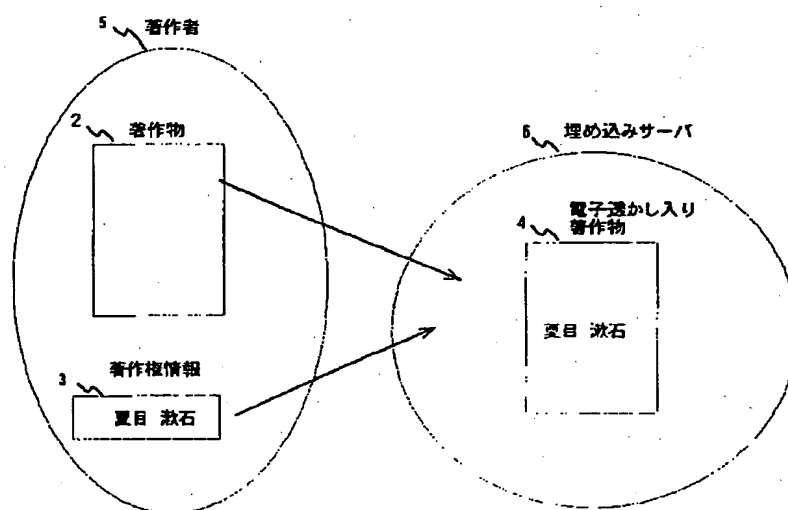 5 著作者
2 著作物
6 埋め込みサーバ
電子透かし入り
4 著作物
夏目 漱石
著作権情報
3
夏目 漱石